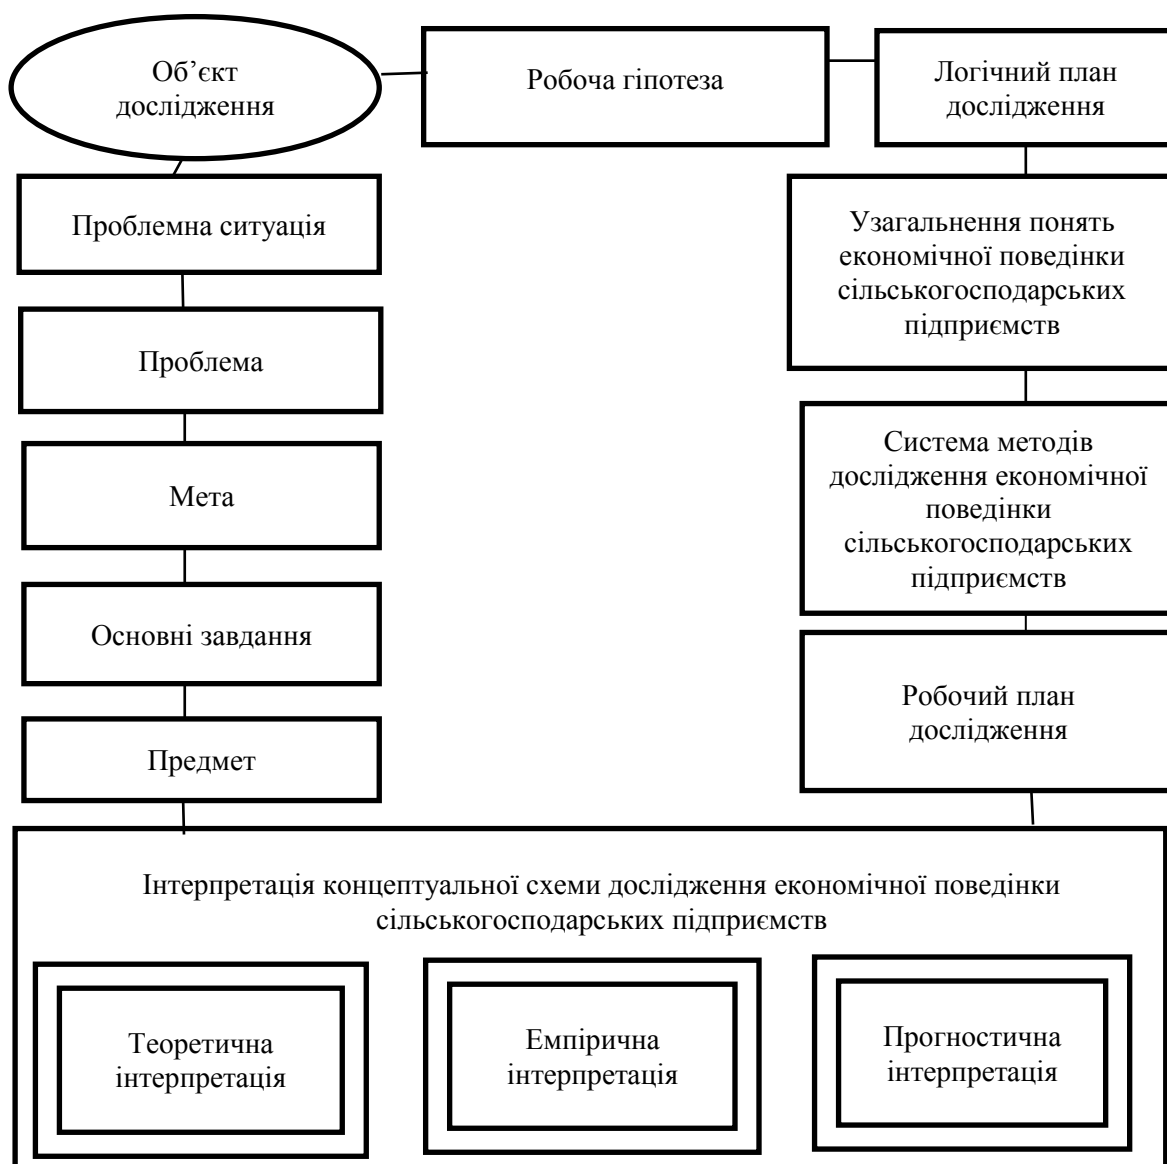 Об’єкт
дослідження
Робоча гіпотеза
Логічний план
дослідження
Проблемна ситуація
Узагальнення понять
економічної поведінки
сільськогосподарських
підприємств
Проблема
Система методів
дослідження економічної
поведінки
сільськогосподарських
підприємств
Мета
Основні завдання
Робочий план
дослідження
Предмет
Інтерпретація концептуальної схеми дослідження економічної поведінки
сільськогосподарських підприємств
Теоретична
інтерпретація
Емпірична
інтерпретація
Прогностична
інтерпретація